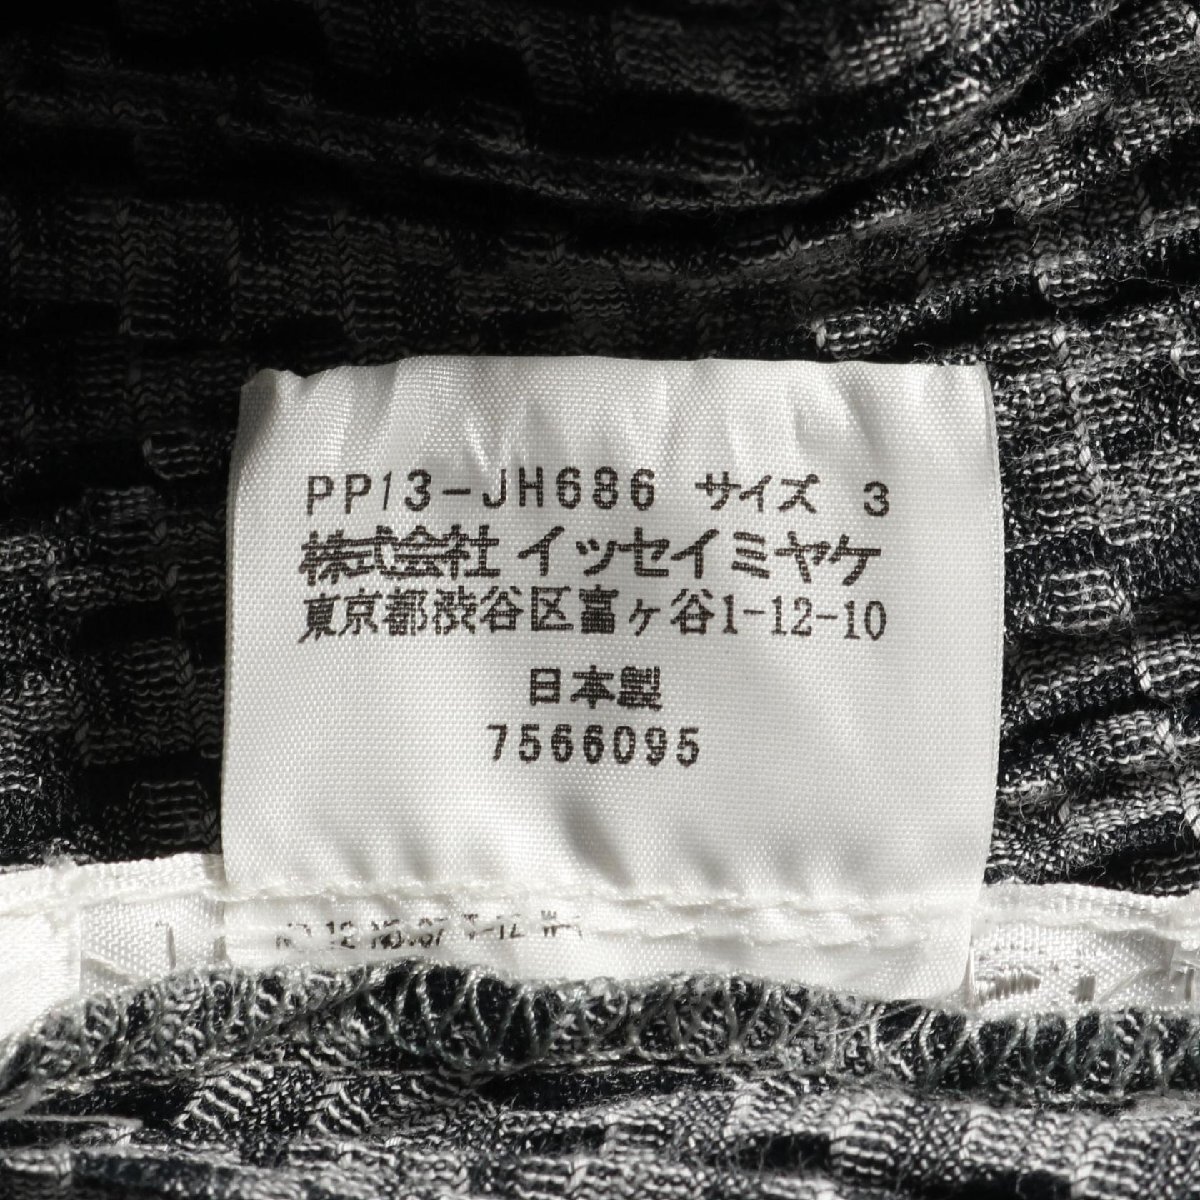 PP13-JH686 サイズ 3
株式会社 イッセイミヤケ
東京都渋谷区富ヶ谷1-12-10
日本製
7566095